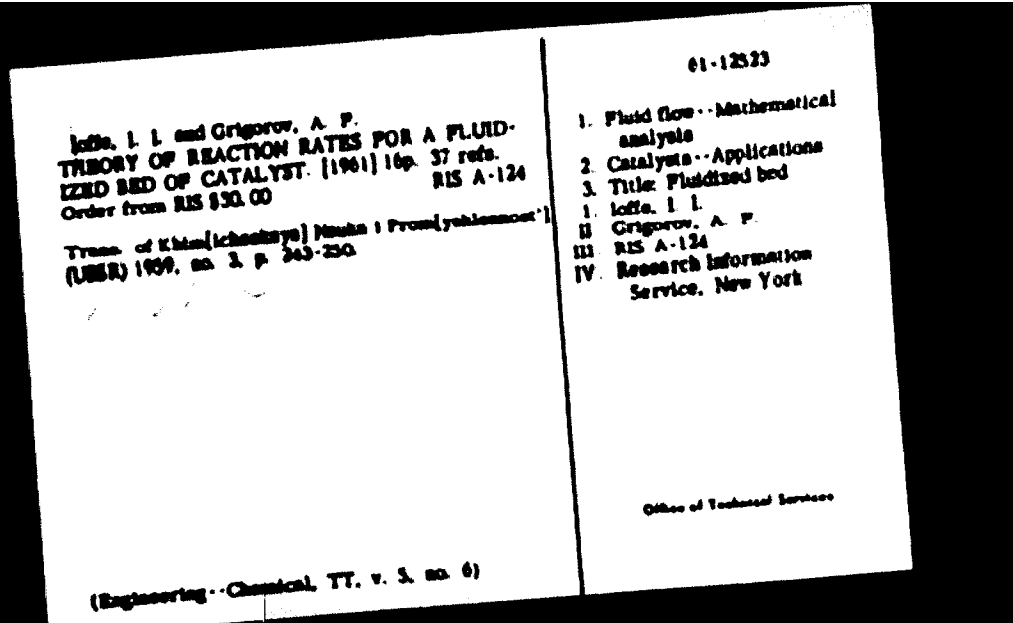 Ioffe, I. I. and Grigorov, A. P.
THEORY OF REACTION RATES FOR A FLUID-
IZED BED OF CATALYST. [1961] 16p. 37 refs.
Order from RIS $30.00 RIS A-124
Trans. of Khim[icheskaya] Nauka i Prom[yshlennost']
(USSR) 1959, no. 3, p. 243-250.
(Engineering--Chemical, TT, v. 5, no. 6)
61-12523
1. Fluid flow--Mathematical
analysis
2. Catalysts--Applications
3. Title: Fluidized bed
I. Ioffe, I. I.
II Grigorov, A. P.
III RIS A-124
IV. Research Information
Service, New York
Office of Technical Services